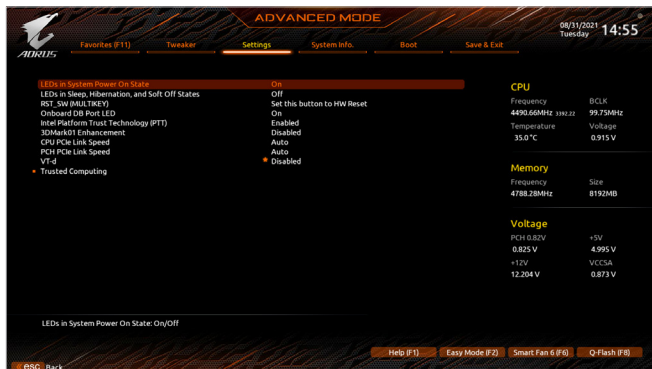 ADVANCED MODE
08/31/2021 Tuesday 14:55
AORUS
Favorites (F11) Tweaker Settings System Info. Boot Save & Exit
LEDs in System Power On State On
LEDs in Sleep, Hibernation, and Soft Off States Off
RST_SW (MULTIKEY) Set this button to HW Reset
Onboard DB Port LED On
Intel Platform Trust Technology (PTT) Enabled
3DMark01 Enhancement Disabled
CPU PCIe Link Speed Auto
PCH PCIe Link Speed Auto
VT-d Disabled
Trusted Computing
CPU
Frequency BCLK
4490.66MHz 3392.22 99.75MHz
Temperature Voltage
35.0 °C 0.915 V
Memory
Frequency Size
4788.28MHz 8192MB
Voltage
PCH 0.82V +5V
0.825 V 4.995 V
+12V VCCSA
12.204 V 0.873 V
LEDs in System Power On State: On/Off
Help (F1) Easy Mode (F2) Smart Fan 6 (F6) Q-Flash (F8)
esc Back